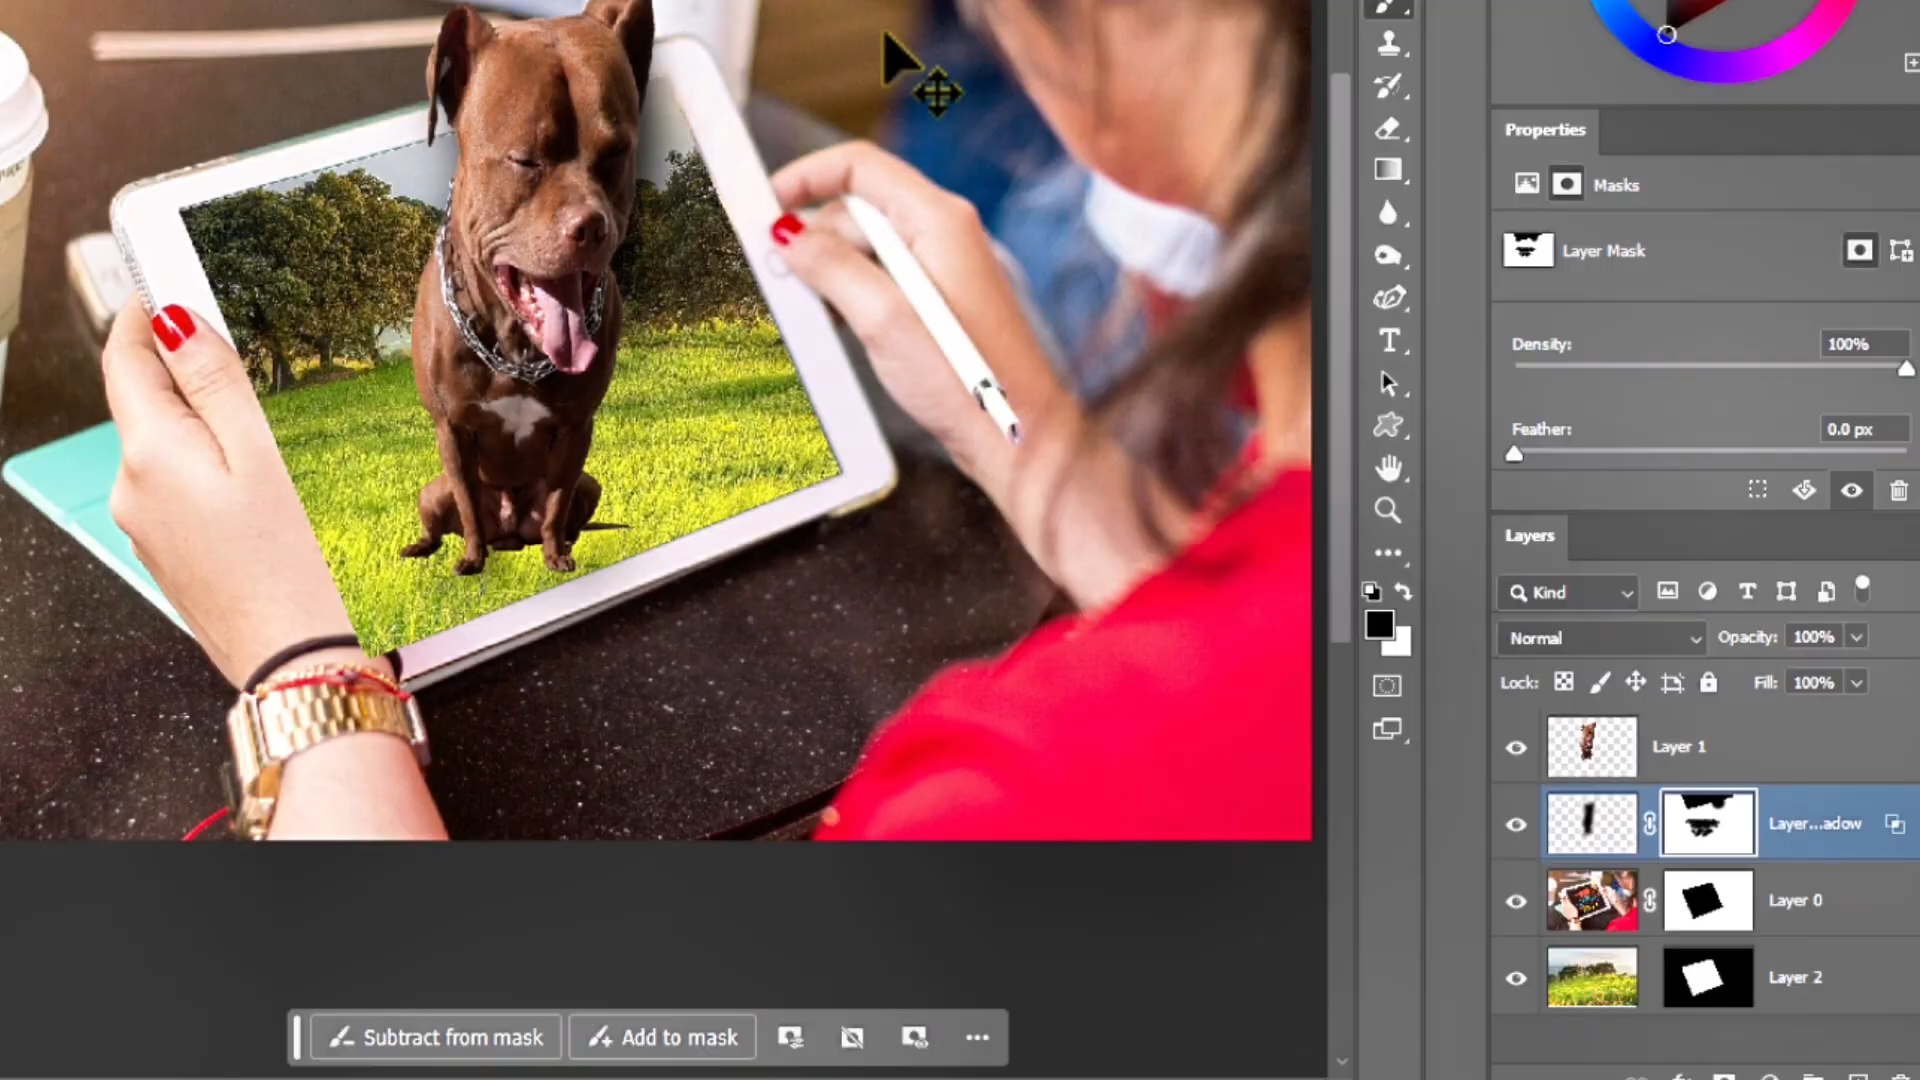 Properties
Masks
Layer Mask
Density:
100%
Feather:
0.0 px
Layers
Kind
Normal
Opacity:
100%
Lock:
Fill:
100%
Layer 1
Layer...adow
Layer 0
Layer 2
Subtract from mask
Add to mask